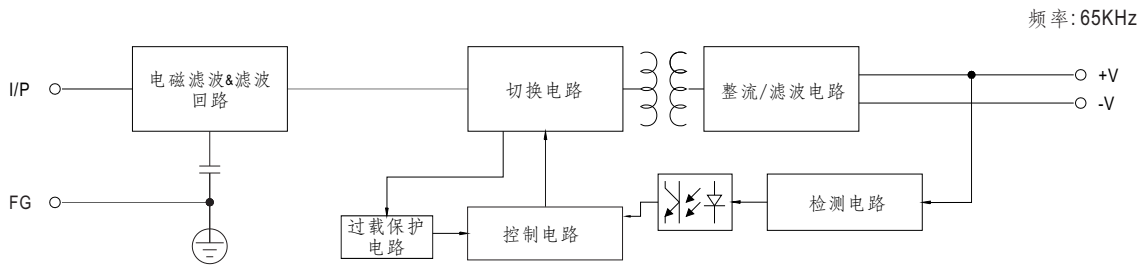 频率:65KHz
I/P
电磁滤波&滤波
回路
切换电路
整流/滤波电路
+V
-V
FG
过载保护
电路
控制电路
检测电路